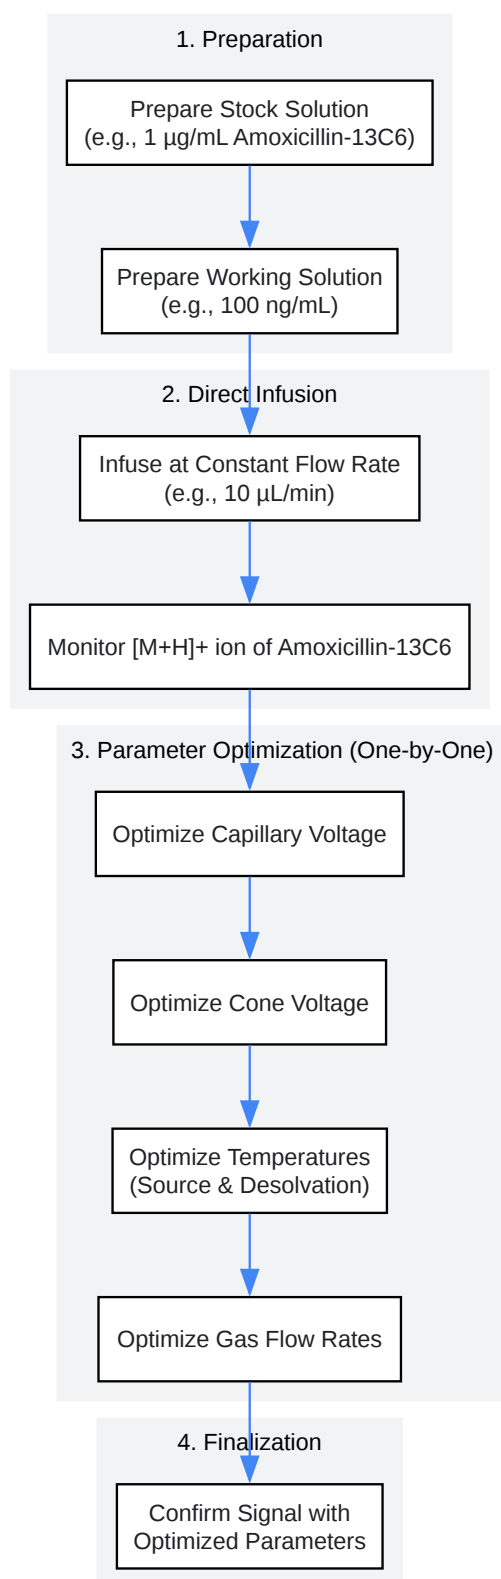 1. Preparation
Prepare Stock Solution
(e.g., 1 µg/mL Amoxicillin-13C6)
Prepare Working Solution
(e.g., 100 ng/mL)
2. Direct Infusion
Infuse at Constant Flow Rate
(e.g., 10 µL/min)
Monitor [M+H]+ ion of Amoxicillin-13C6
3. Parameter Optimization (One-by-One)
Optimize Capillary Voltage
Optimize Cone Voltage
Optimize Temperatures
(Source & Desolvation)
Optimize Gas Flow Rates
4. Finalization
Confirm Signal with
Optimized Parameters